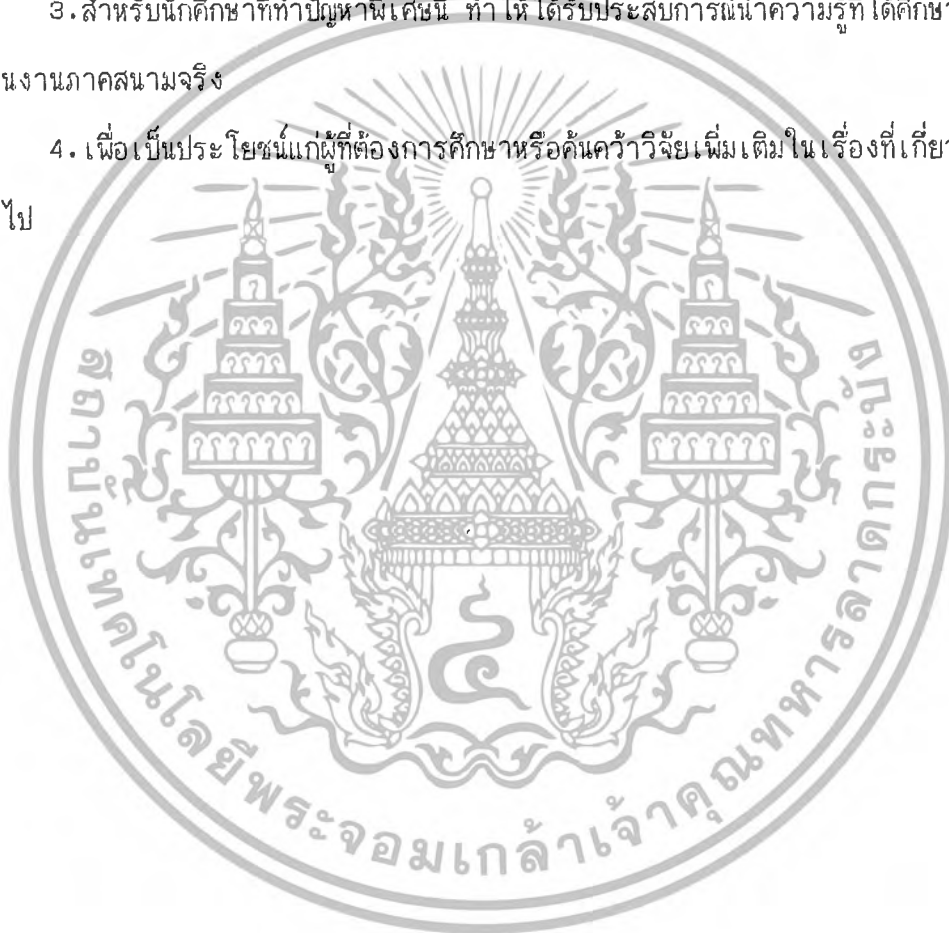 3.สำหรับนักศึกษาที่ทำปัญหาพิเศษนี้ ทำให้ได้รับประสบการณ์นำความรู้ที่ได้ศึกษา
นงานภาคสนามจริง
4.เพื่อเป็นประโยชน์แก่ผู้ที่ต้องการศึกษาหรือค้นคว้าวิจัยเพิ่มเติมในเรื่องที่เกี่ยว
ไป
สถาบันเทคโนโลยีพระจอมเกล้าเจ้าคุณทหารลาดกระบัง
๔